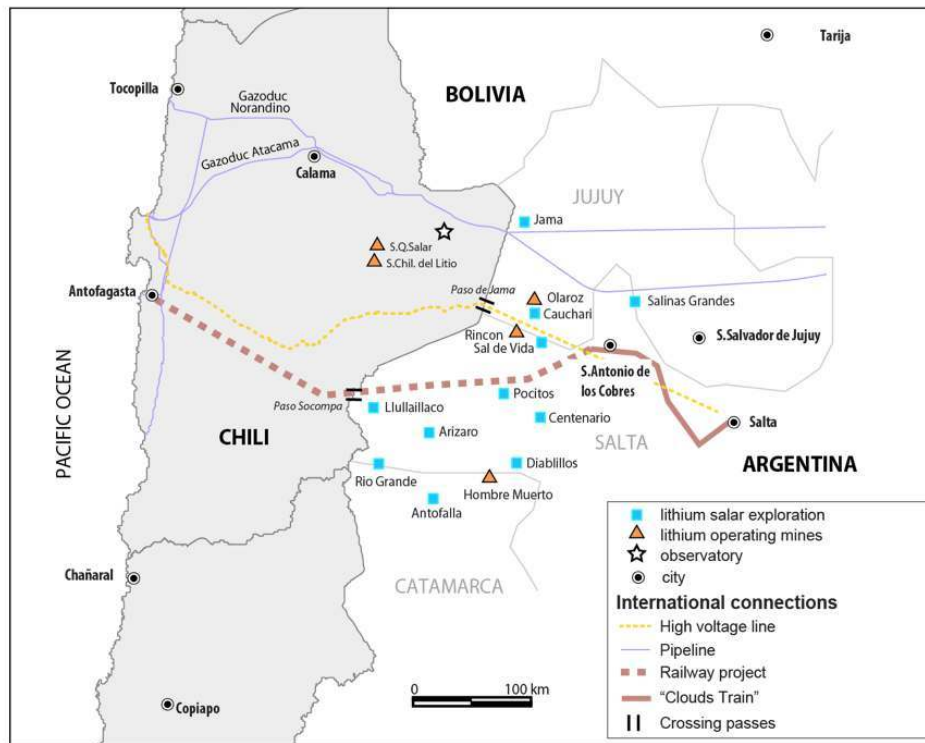 Tarija
Tocopilla
BOLIVIA
Gazoduc
Norandino
Gazoduc Atacama
Calama
JUJUY
Jama
S.Q.Salar
S.Chil. del Litio
Paso de Jama
Olaroz
Cauchari
Salinas Grandes
Antofagasta
Rincon
Sal de Vida
S.Salvador de Jujuy
S.Antonio de
los Cobres
PACIFIC OCEAN
Paso Socompa
Pocitos
Llullaillaco
Centenario
Salta
CHILI
Arizaro
SALTA
ARGENTINA
Rio Grande
Diablillos
Hombre Muerto
Antofalla
Chañaral
CATAMARCA
Copiapo
0
100 km
lithium salar exploration
lithium operating mines
observatory
city
International connections
High voltage line
Pipeline
Railway project
“Clouds Train”
Crossing passes